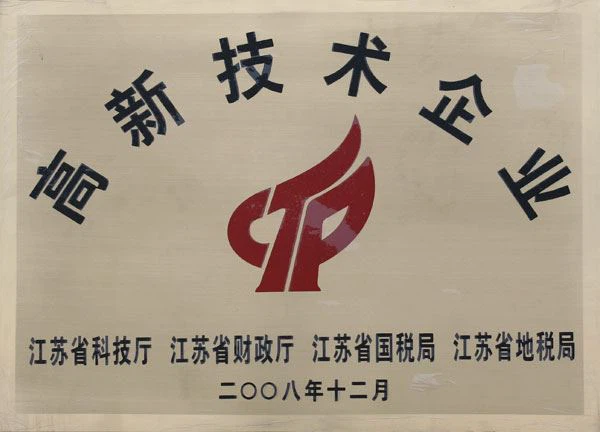 高新技术企业
江苏省科技厅 江苏省财政厅 江苏省国税局 江苏省地税局
二〇〇八年十二月